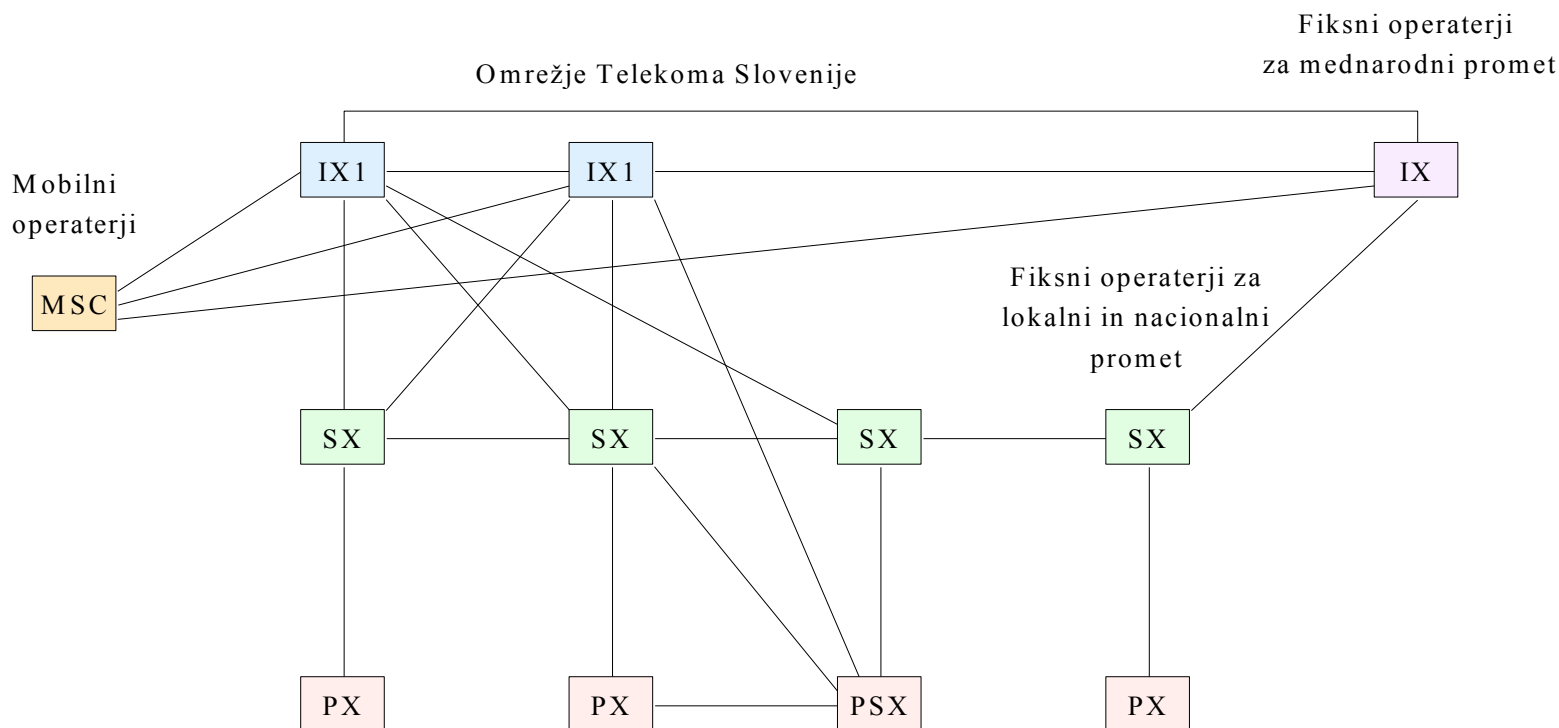 Fiksni operaterji
za mednarodni promet
Omrežje Telekoma Slovenije
IX1
IX1
IX
Mobilni
operaterji
MSC
Fiksni operaterji za
lokalni in nacionalni
promet
SX
SX
SX
SX
PX
PX
PSX
PX